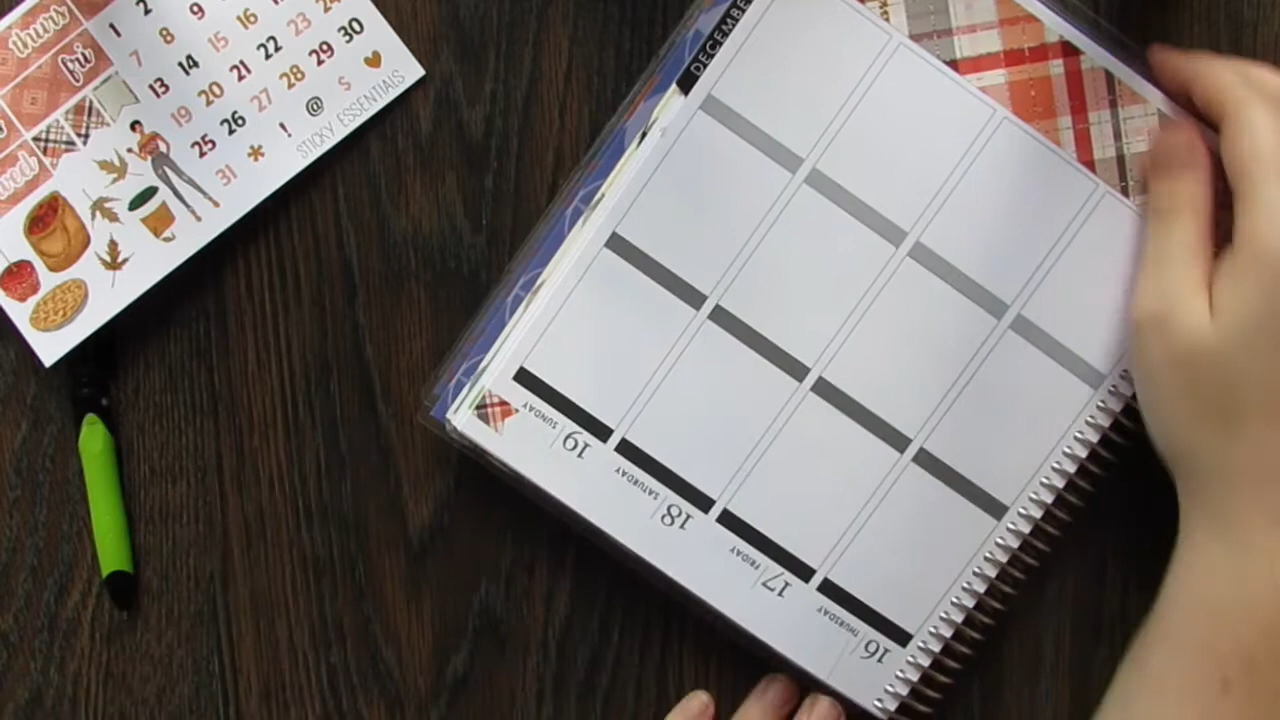 thurs
fri
wed
1 2 9 16 23 24
7 8 15 22 29 30
13 14 21 28
19 20 27 @ $
25 26 !
31 *
STICKY ESSENTIALS
DECEMBER
THURSDAY 16
FRIDAY 17
SATURDAY 18
SUNDAY 19